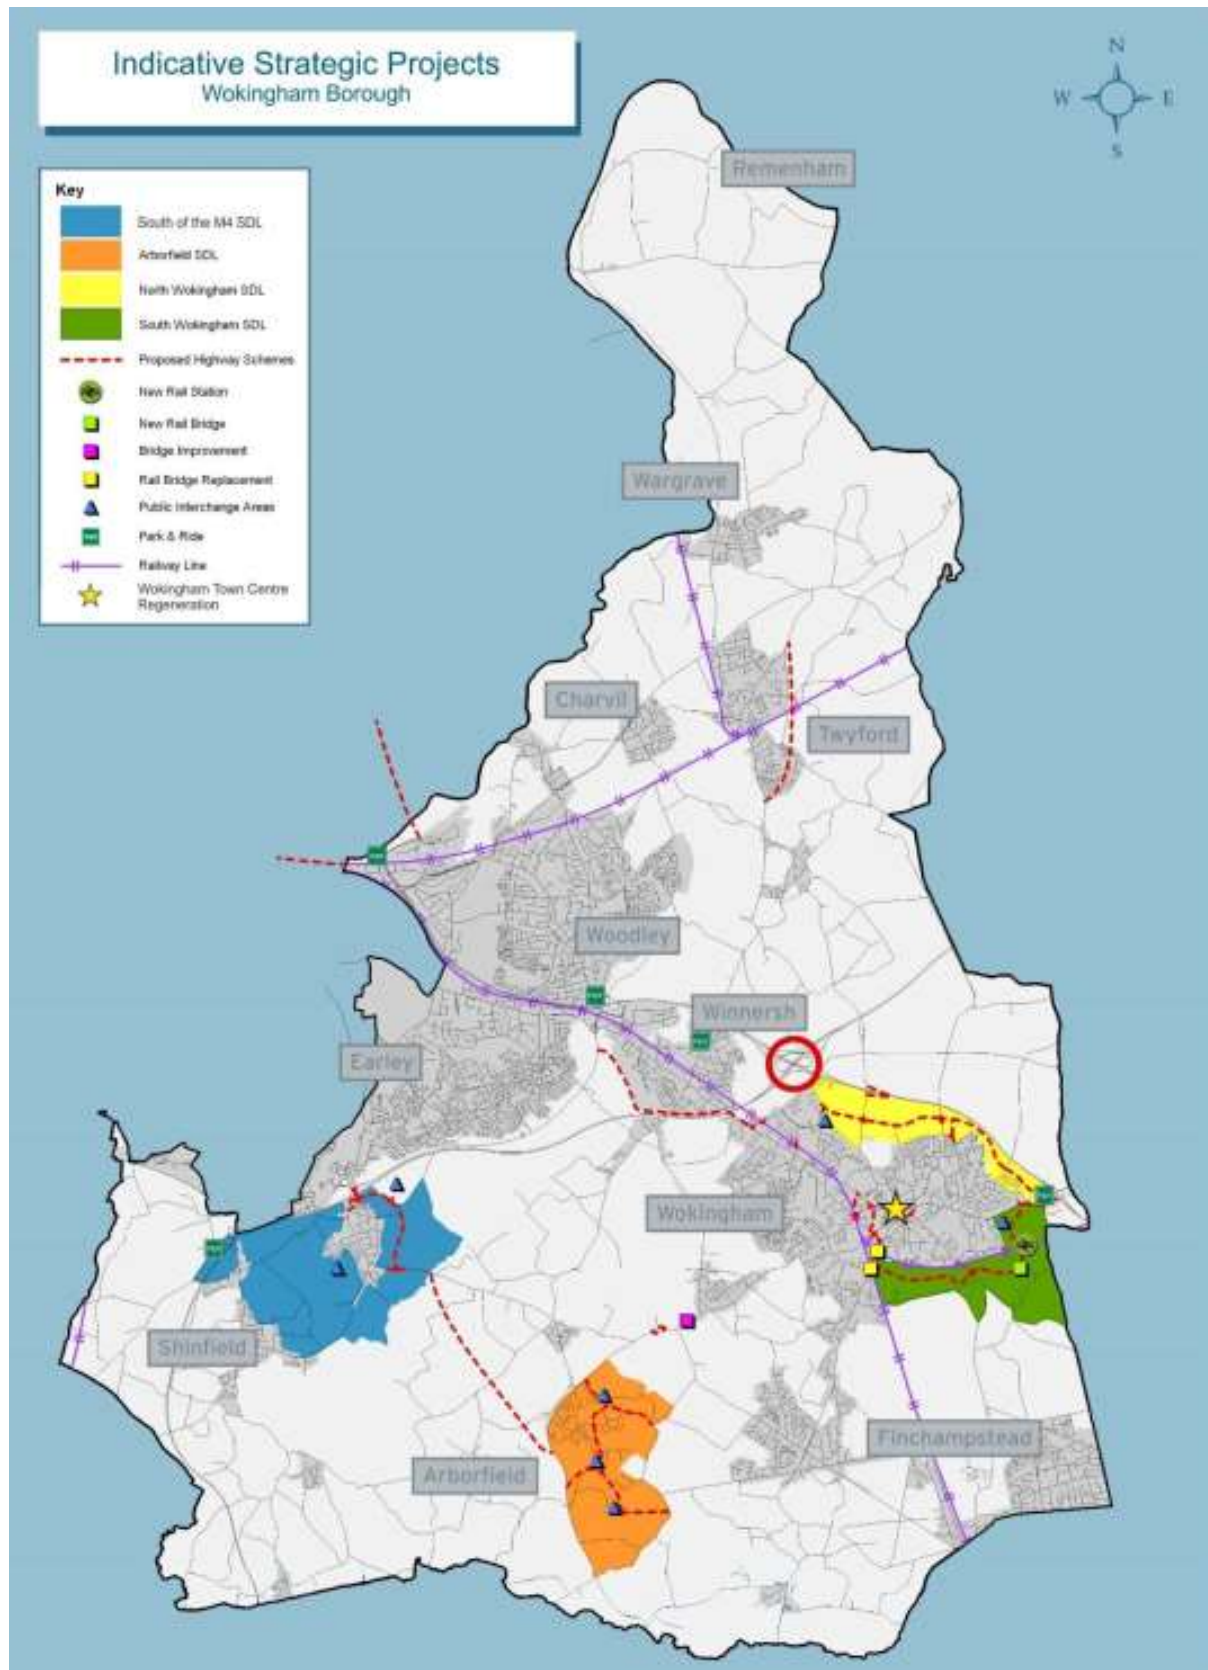 Indicative Strategic Projects
Wokingham Borough
N
W
E
S
Key
South of the M4 SDL
Arborfield SDL
North Wokingham SDL
South Wokingham SDL
Proposed Highway Schemes
New Rail Station
New Rail Bridge
Bridge Improvement
Rail Bridge Replacement
Public Interchange Areas
Park & Ride
Railway Line
Wokingham Town Centre
Regeneration
Remenham
Wargrave
Charvil
Twyford
Woodley
Winnersh
Earley
Wokingham
Shinfield
Finchampstead
Arborfield